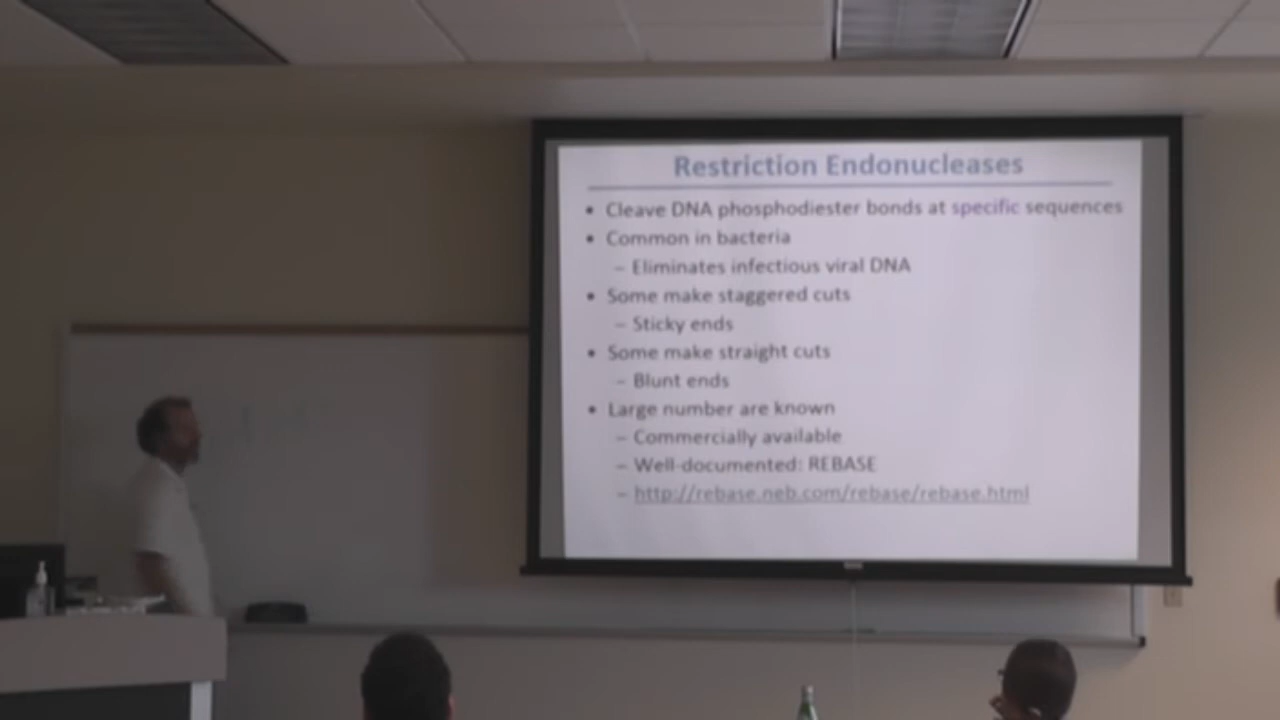 Restriction Endonucleases
• Cleave DNA phosphodiester bonds at specific sequences
• Common in bacteria
– Eliminates infectious viral DNA
• Some make staggered cuts
– Sticky ends
• Some make straight cuts
– Blunt ends
• Large number are known
– Commercially available
– Well-documented: REBASE
– http://rebase.neb.com/rebase/rebase.html